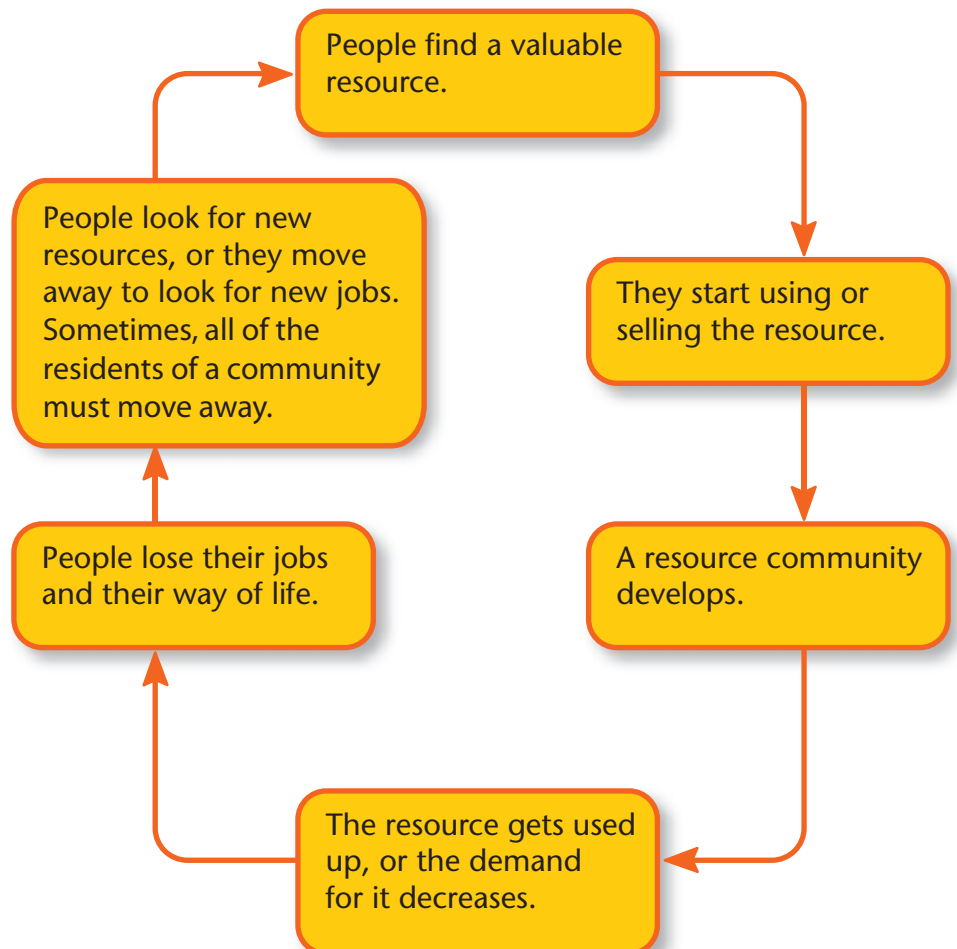 People find a valuable
resource.
They start using or
selling the resource.
A resource community
develops.
The resource gets used
up, or the demand
for it decreases.
People lose their jobs
and their way of life.
People look for new
resources, or they move
away to look for new jobs.
Sometimes, all of the
residents of a community
must move away.